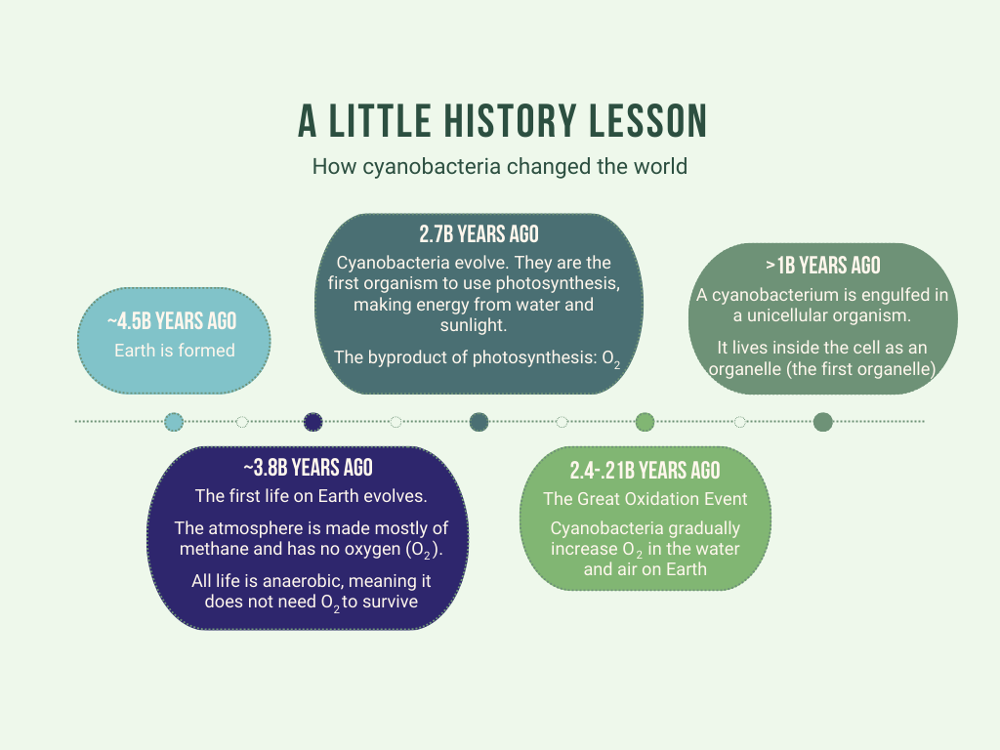 A LITTLE HISTORY LESSON
How cyanobacteria changed the world
~4.5B YEARS AGO
Earth is formed
~3.8B YEARS AGO
The first life on Earth evolves.
The atmosphere is made mostly of
methane and has no oxygen (O₂).
All life is anaerobic, meaning it
does not need O₂ to survive
2.7B YEARS AGO
Cyanobacteria evolve. They are the
first organism to use photosynthesis,
making energy from water and
sunlight.
The byproduct of photosynthesis: O₂
2.4-.21B YEARS AGO
The Great Oxidation Event
Cyanobacteria gradually
increase O₂ in the water
and air on Earth
>1B YEARS AGO
A cyanobacterium is engulfed in
a unicellular organism.
It lives inside the cell as an
organelle (the first organelle)